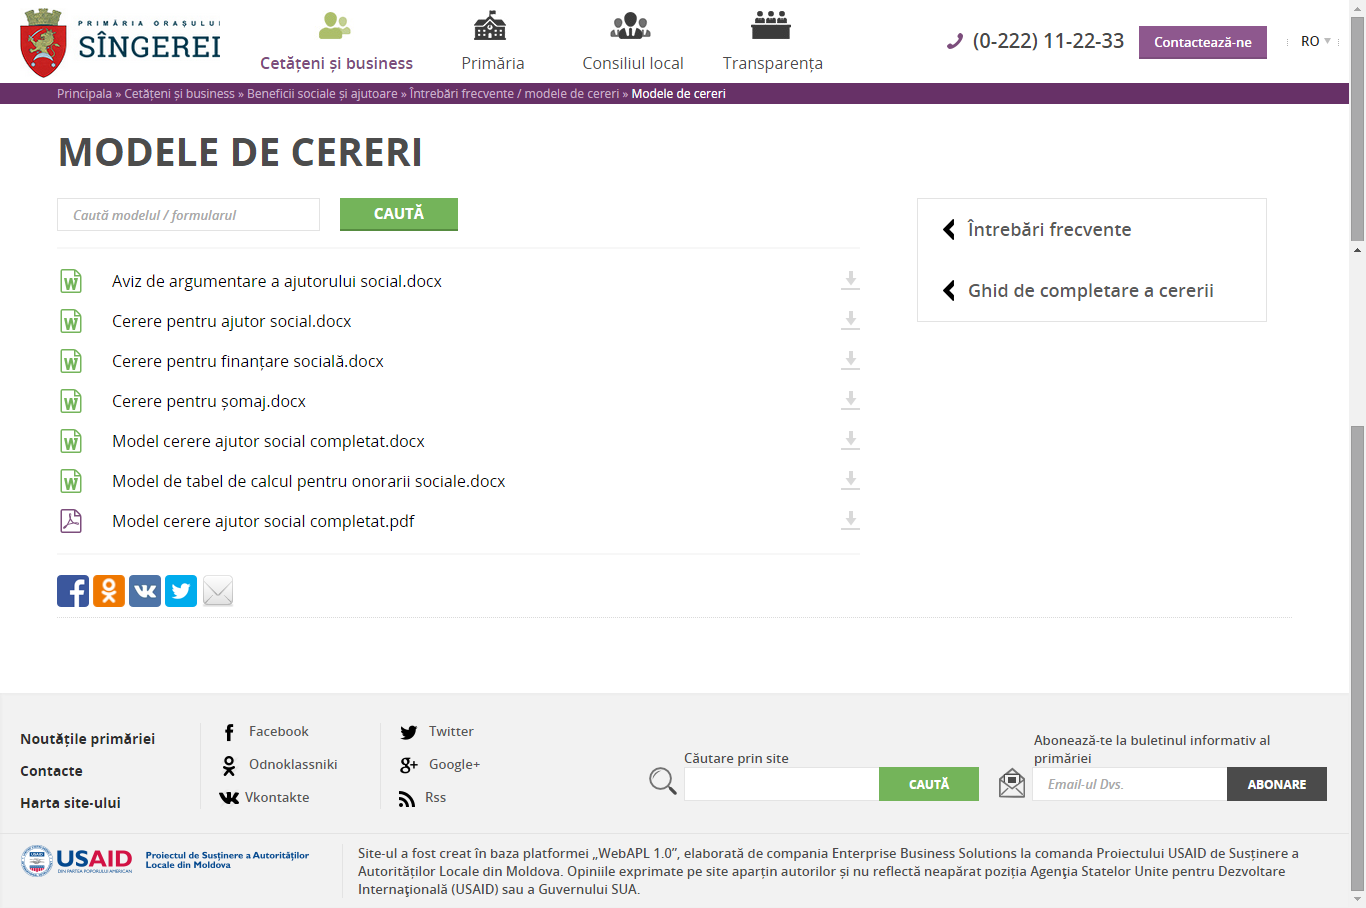 PRIMĂRIA ORAȘULUI
SÎNGEREI
Cetăţeni și business
Primăria
Consiliul local
Transparența
(0-222) 11-22-33
Contactează-ne
RO
Principala » Cetăţeni și business » Beneficii sociale și ajutoare » Întrebări frecvente / modele de cereri » Modele de cereri
MODELE DE CERERI
Caută modelul / formularul
CAUTĂ
Aviz de argumentare a ajutorului social.docx
Cerere pentru ajutor social.docx
Cerere pentru finanțare socială.docx
Cerere pentru șomaj.docx
Model cerere ajutor social completat.docx
Model de tabel de calcul pentru onorarii sociale.docx
Model cerere ajutor social completat.pdf
Întrebări frecvente
Ghid de completare a cererii
Noutățile primăriei
Contacte
Harta site-ului
Facebook
Odnoklassniki
Vkontakte
Twitter
Google+
Rss
Căutare prin site
CAUTĂ
Abonează-te la buletinul informativ al
primăriei
Email-ul Dvs.
ABONARE
USAID
DIN PARTEA POPORULUI AMERICAN
Proiectul de Susținere a Autorităților
Locale din Moldova
Site-ul a fost creat în baza platformei „WebAPL 1.0”, elaborată de compania Enterprise Business Solutions la comanda Proiectului USAID de Susținere a
Autorităților Locale din Moldova. Opiniile exprimate pe site aparțin autorilor și nu reflectă neapărat poziția Agenția Statelor Unite pentru Dezvoltare
Internațională (USAID) sau a Guvernului SUA.